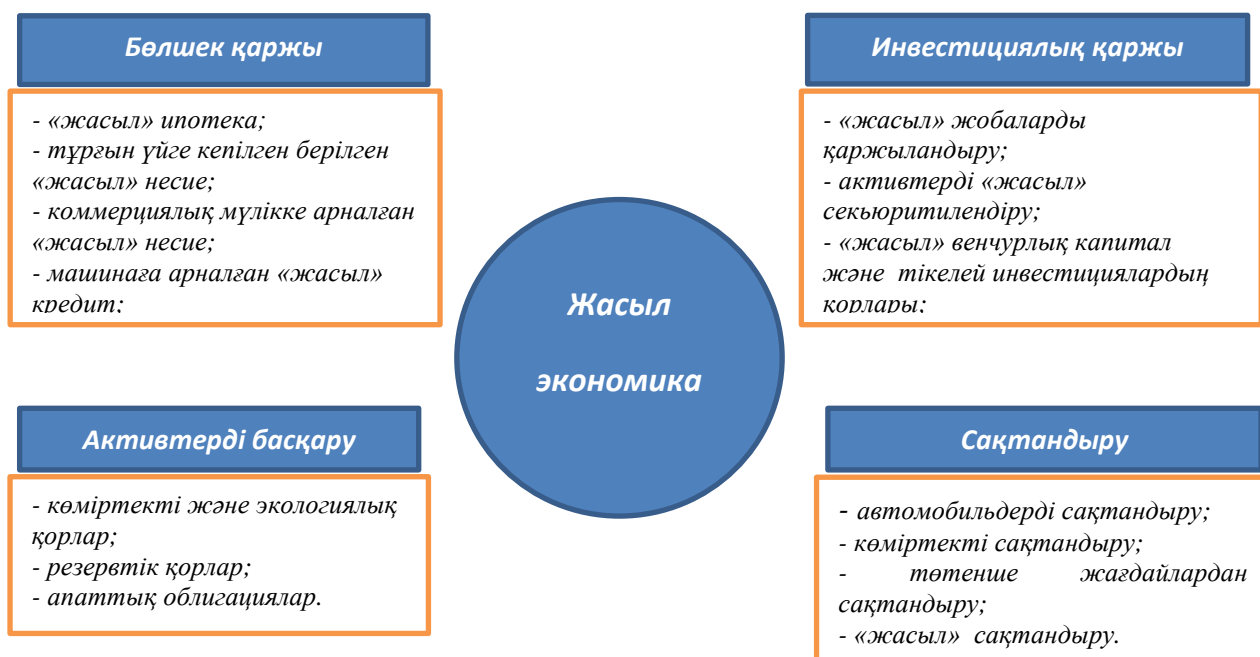 Бөлшек қаржы
- «жасыл» ипотека;
- тұрғын үйге кепілген берілген
«жасыл» несие;
- коммерциялық мүлікке арналған
«жасыл» несие;
- машинаға арналған «жасыл»
кредит;
Инвестициялық қаржы
- «жасыл» жобаларды
қаржыландыру;
- активтерді «жасыл»
секьюритилендіру;
- «жасыл» венчурлық капитал
және тікелей инвестициялардың
қорлары;
Жасыл
экономика
Активтерді басқару
- көміртекті және экологиялық
қорлар;
- резервтік қорлар;
- апаттық облигациялар.
Сақтандыру
- автомобильдерді сақтандыру;
- көміртекті сақтандыру;
- төтенше жағдайлардан
сақтандыру;
- «жасыл» сақтандыру.